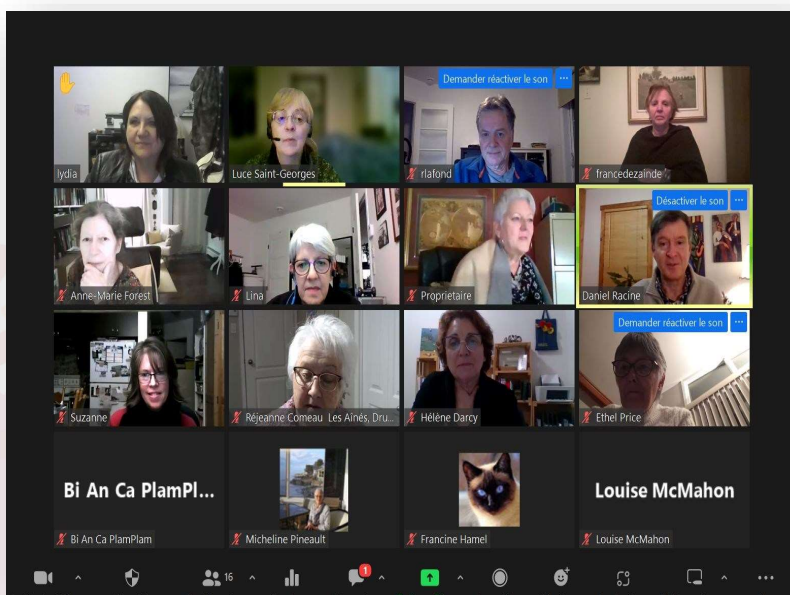 Demander réactiver le son ...
lydia
Luce Saint-Georges
rlafond
francedezainde
Désactiver le son ...
Anne-Marie Forest
Lina
Proprietaire
Daniel Racine
Demander réactiver le son ...
Suzanne
Réjeanne Comeau Les Ainés, Dru...
Hélène Darcy
Ethel Price
Bi An Ca PlamPl...
Louise McMahon
Bi An Ca PlamPlam
Micheline Pineault
Francine Hamel
Louise McMahon
16
1